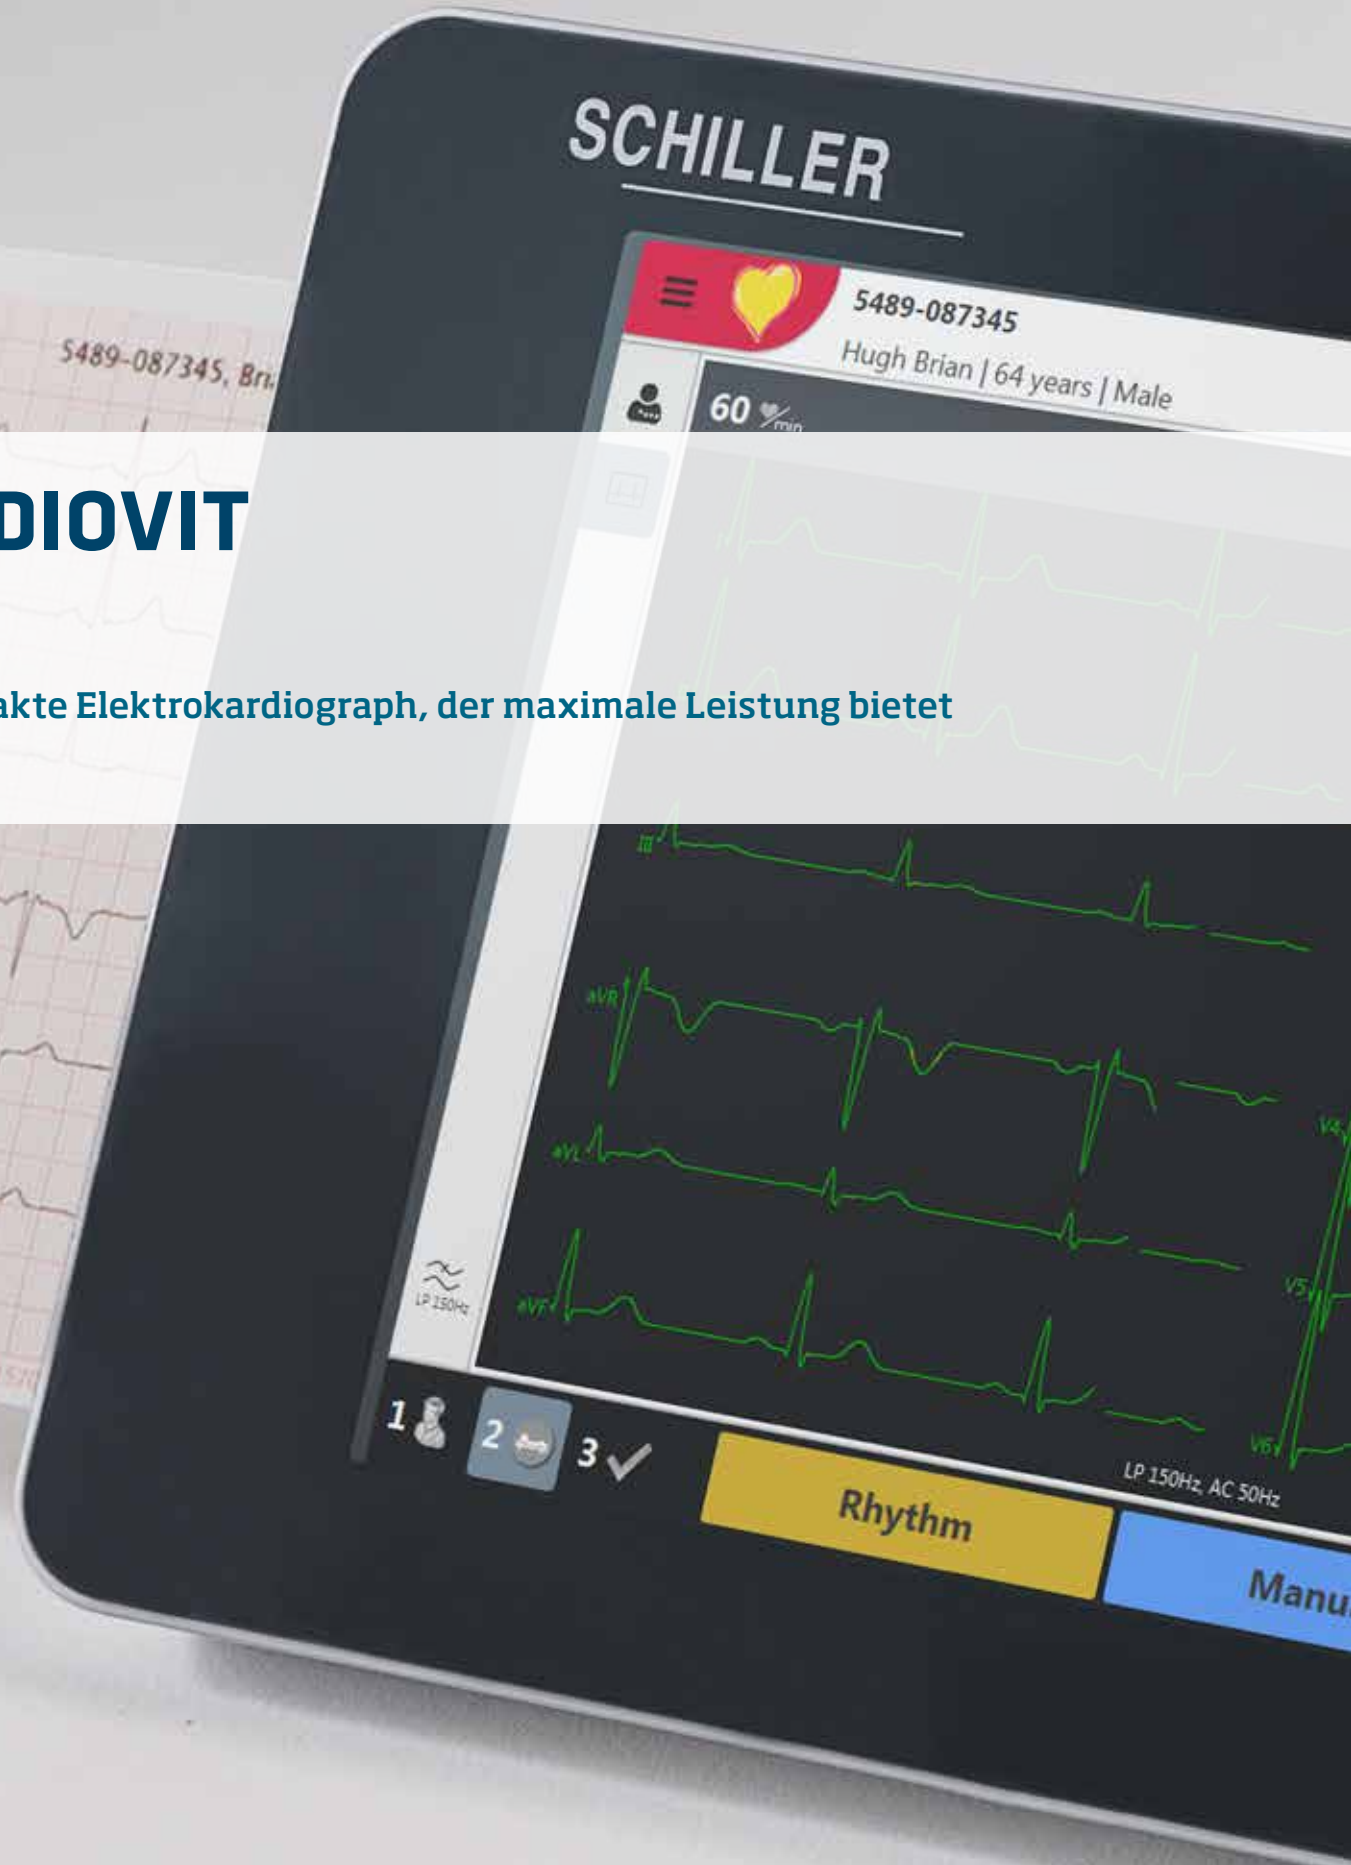 SCHILLER
5489-087345
Hugh Brian | 64 years | Male
60 /min
5489-087345, Bri
DIOVIT
akte Elektrokardiograph, der maximale Leistung bietet
III
aVR
aVL
aVF
V4
V5
V6
LP 150Hz
1
2
3
LP 150Hz, AC 50Hz
Rhythm
Manu